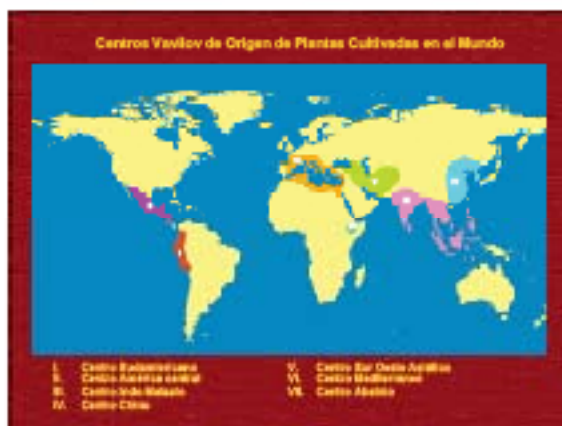 Centros Vavilov de Origen de Plantas Cultivadas en el Mundo
I. Centro Sudamericano
II. Centro América central
III. Centro Indo Malayo
IV. Centro Chino
V. Centro Sur Oeste Asiático
VI. Centro Mediterraneo
VII. Centro Abisinio